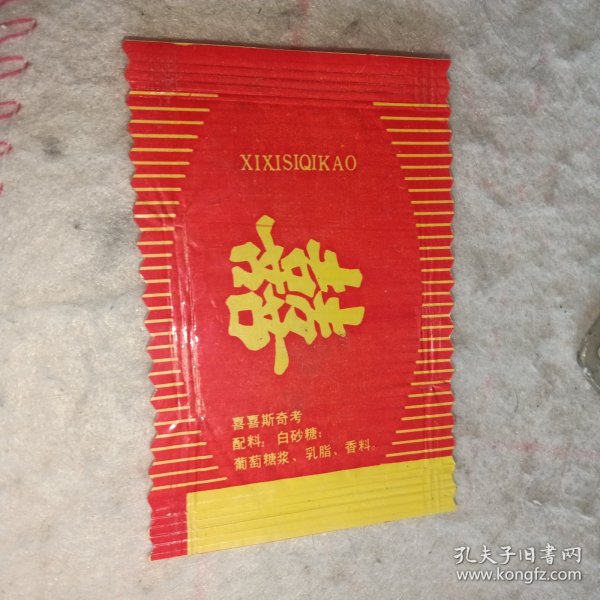 XIXISIQIKAO
囍
喜喜斯奇考
配料：白砂糖：
葡萄糖浆、乳脂、香料。
孔夫子旧书网
www.kongfz.com